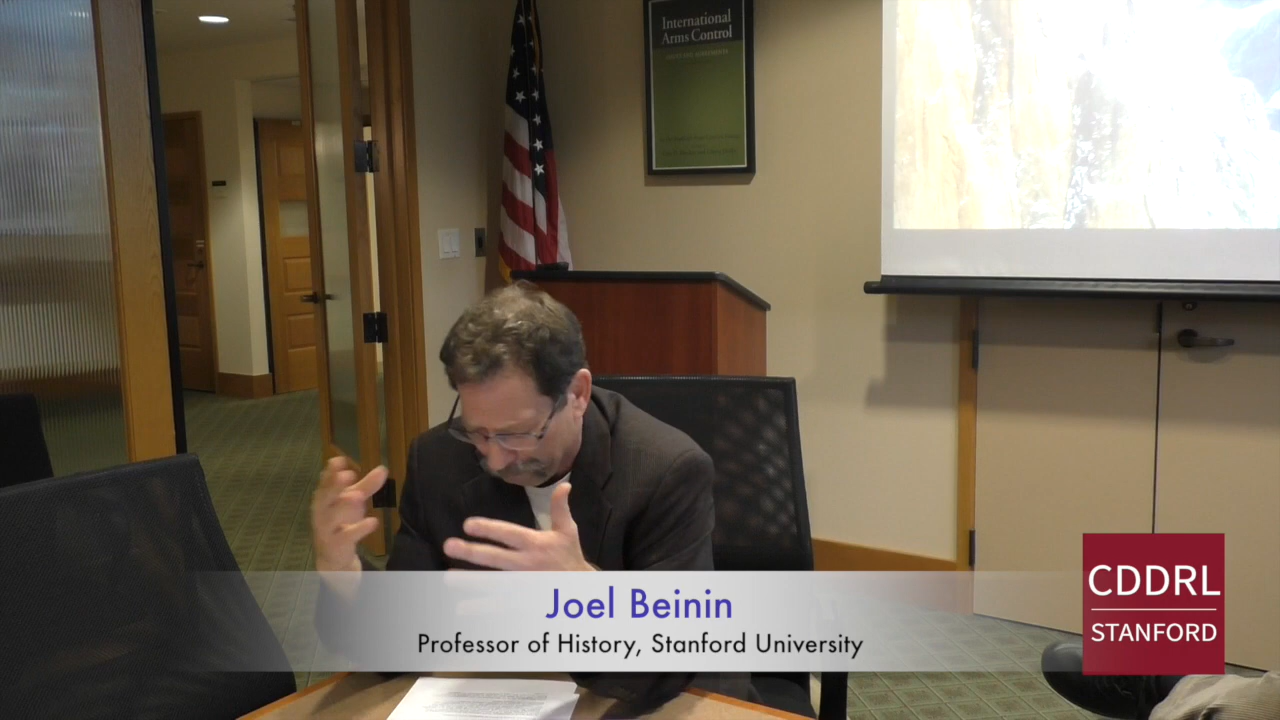 International
Arms Control
Joel Beinin
Professor of History, Stanford University
CDDRL
STANFORD